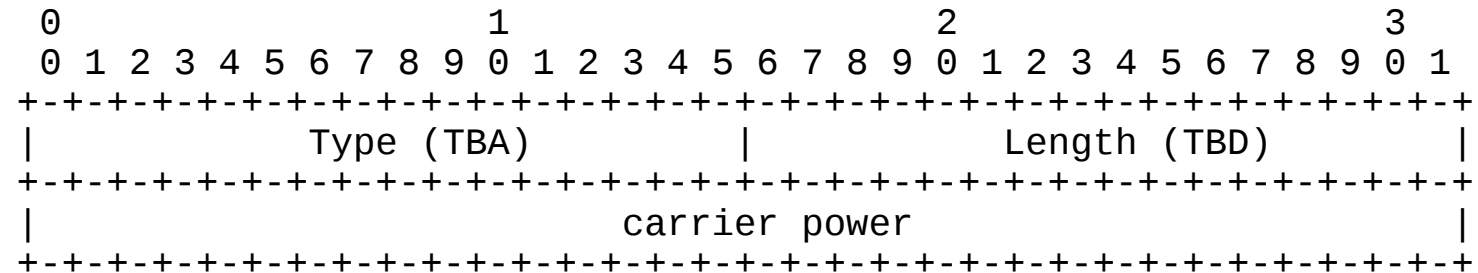 0                   1                   2                   3
 0 1 2 3 4 5 6 7 8 9 0 1 2 3 4 5 6 7 8 9 0 1 2 3 4 5 6 7 8 9 0 1
+-+-+-+-+-+-+-+-+-+-+-+-+-+-+-+-+-+-+-+-+-+-+-+-+-+-+-+-+-+-+-+-+
|            Type (TBA)         |           Length (TBD)        |
+-+-+-+-+-+-+-+-+-+-+-+-+-+-+-+-+-+-+-+-+-+-+-+-+-+-+-+-+-+-+-+-+
|                          carrier power                        |
+-+-+-+-+-+-+-+-+-+-+-+-+-+-+-+-+-+-+-+-+-+-+-+-+-+-+-+-+-+-+-+-+